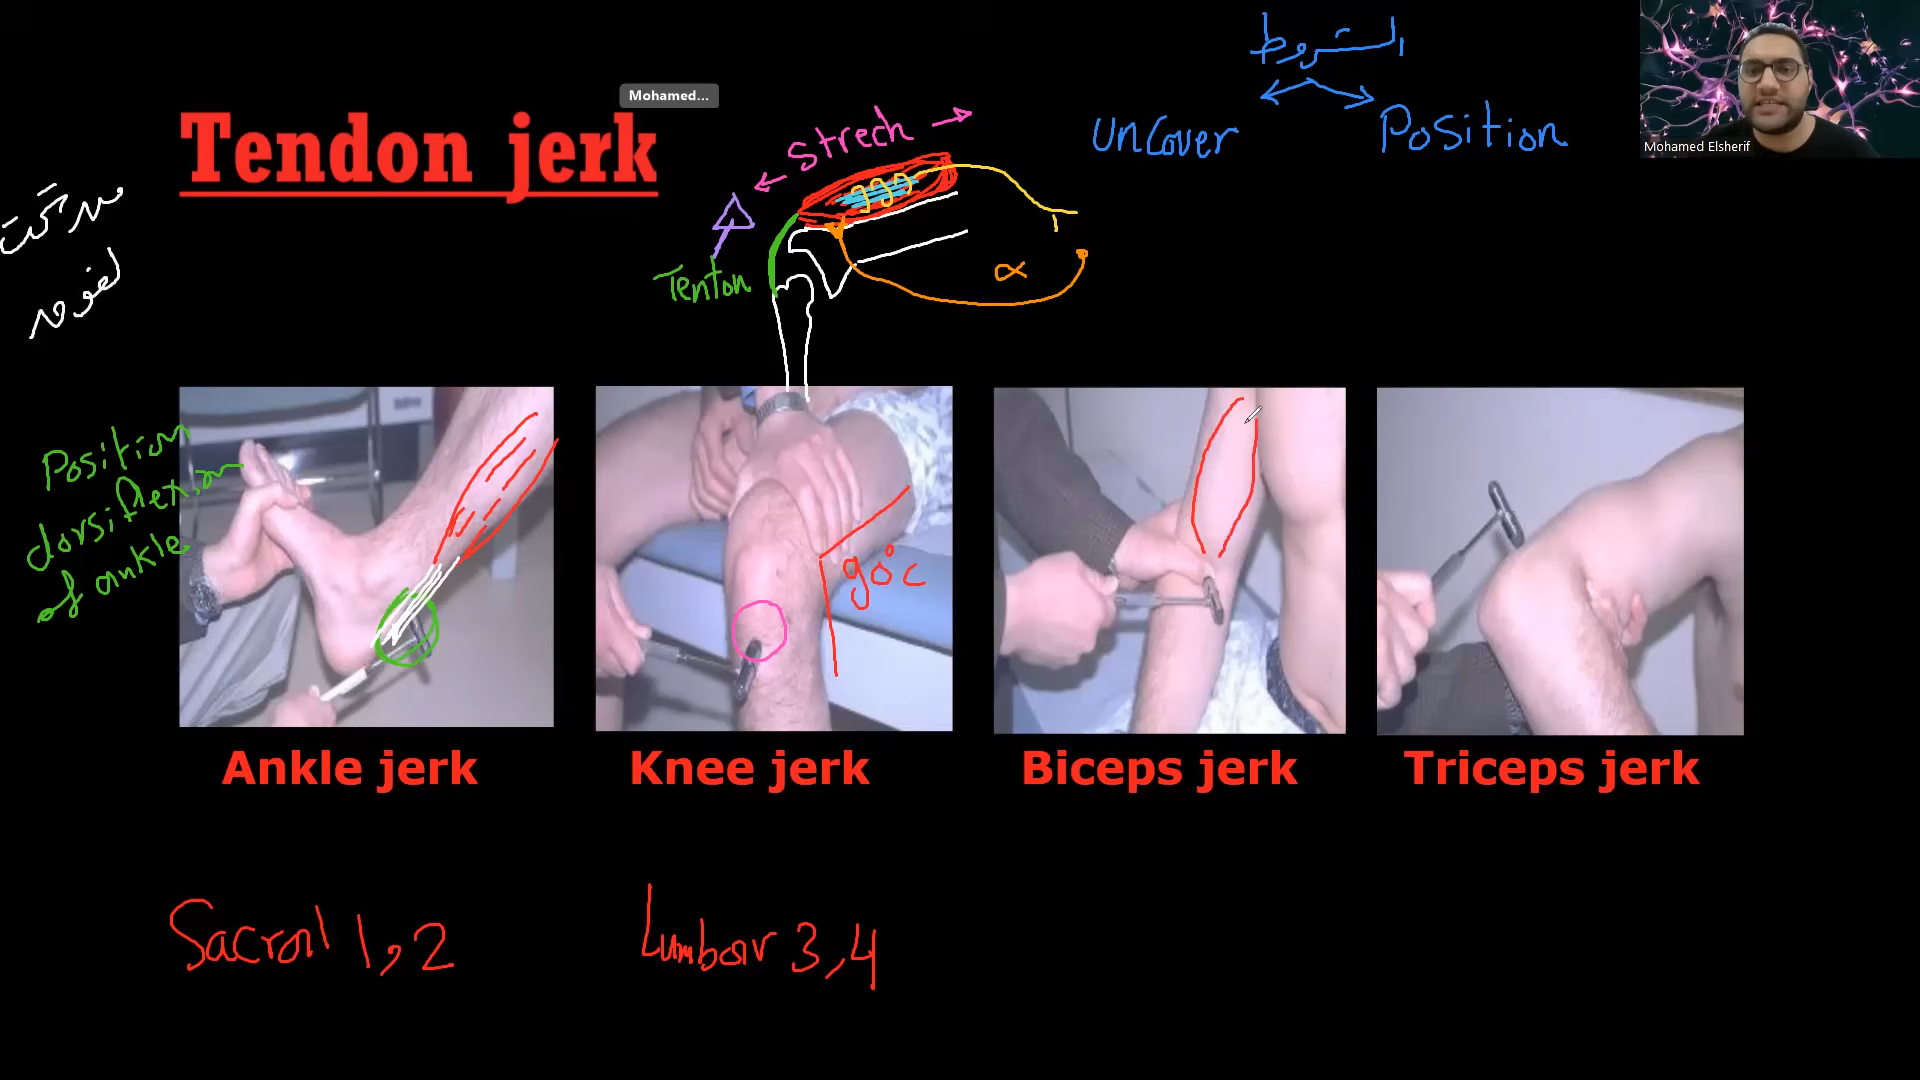 الشروط
Mohamed...
Tendon jerk
strech
unCover
Position
Mohamed Elsherif
Tenton
α
Position
dorsiflexion
of ankle
90°c
Ankle jerk
Knee jerk
Biceps jerk
Triceps jerk
Sacral 1,2
Lumbar 3,4